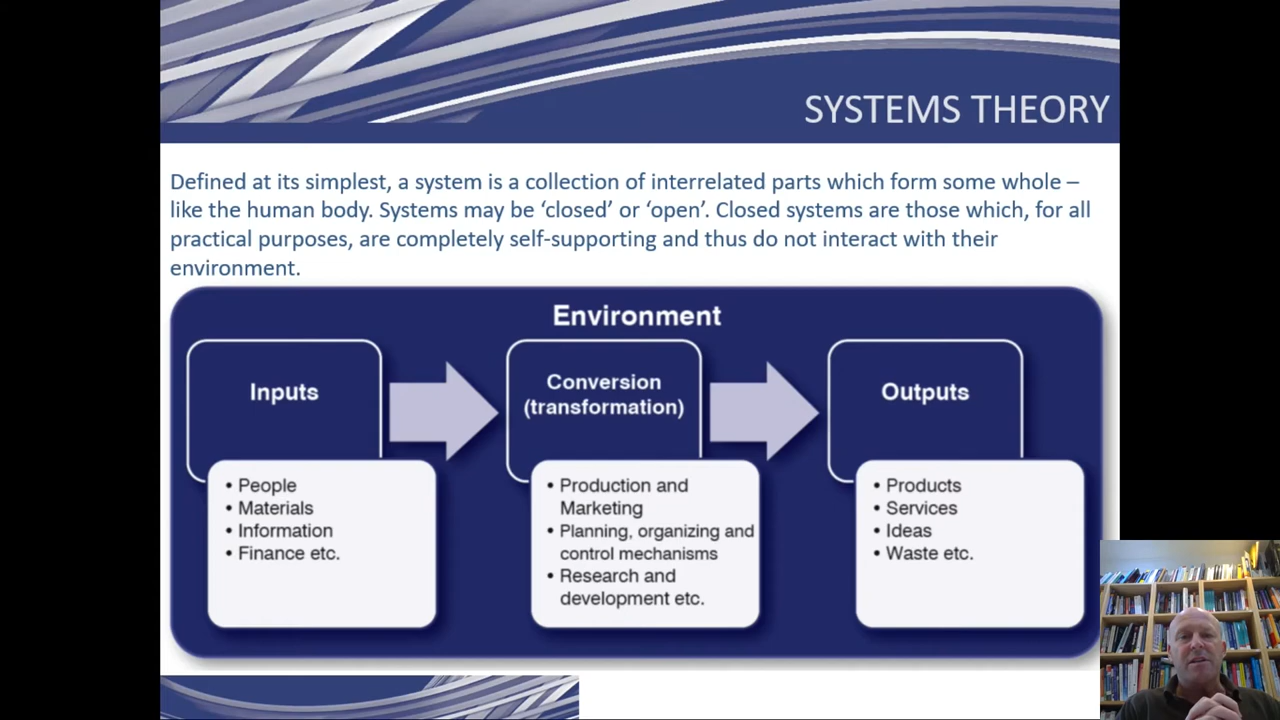 SYSTEMS THEORY
Defined at its simplest, a system is a collection of interrelated parts which form some whole –
like the human body. Systems may be ‘closed’ or ‘open’. Closed systems are those which, for all
practical purposes, are completely self-supporting and thus do not interact with their
environment.
Environment
Inputs
• People
• Materials
• Information
• Finance etc.
Conversion
(transformation)
• Production and
Marketing
• Planning, organizing and
control mechanisms
• Research and
development etc.
Outputs
• Products
• Services
• Ideas
• Waste etc.